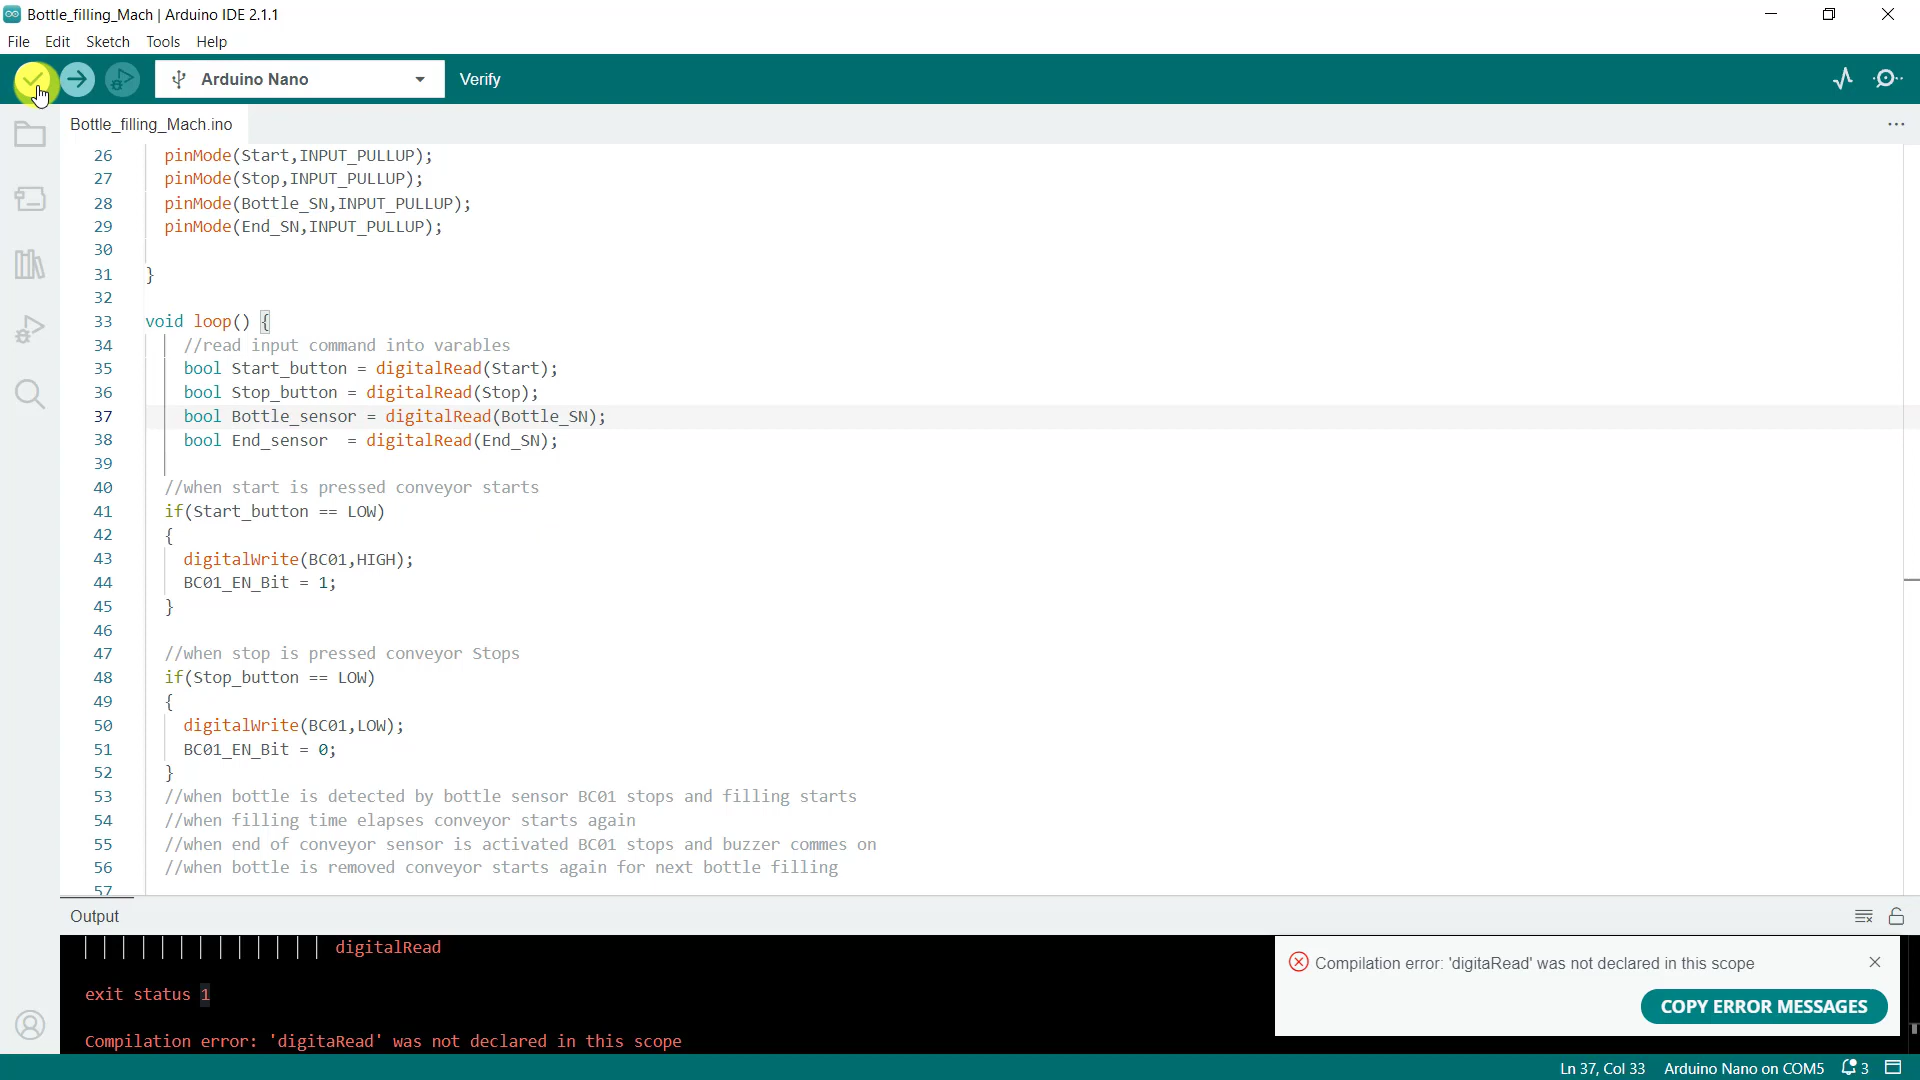 Bottle_filling_Mach | Arduino IDE 2.1.1
File Edit Sketch Tools Help
Arduino Nano Verify
Bottle_filling_Mach.ino
26 pinMode(Start,INPUT_PULLUP);
27 pinMode(Stop,INPUT_PULLUP);
28 pinMode(Bottle_SN,INPUT_PULLUP);
29 pinMode(End_SN,INPUT_PULLUP);
30
31 }
32
33 void loop() {
34 //read input command into varables
35 bool Start_button = digitalRead(Start);
36 bool Stop_button = digitalRead(Stop);
37 bool Bottle_sensor = digitalRead(Bottle_SN);
38 bool End_sensor  = digitalRead(End_SN);
39
40 //when start is pressed conveyor starts
41 if(Start_button == LOW)
42 {
43 digitalWrite(BC01,HIGH);
44 BC01_EN_Bit = 1;
45 }
46
47 //when stop is pressed conveyor Stops
48 if(Stop_button == LOW)
49 {
50 digitalWrite(BC01,LOW);
51 BC01_EN_Bit = 0;
52 }
53 //when bottle is detected by bottle sensor BC01 stops and filling starts
54 //when filling time elapses conveyor starts again
55 //when end of conveyor sensor is activated BC01 stops and buzzer commes on
56 //when bottle is removed conveyor starts again for next bottle filling
57
Output
digitalRead
exit status 1
Compilation error: 'digitaRead' was not declared in this scope
Compilation error: 'digitaRead' was not declared in this scope
COPY ERROR MESSAGES
Ln 37, Col 33 Arduino Nano on COM5 3